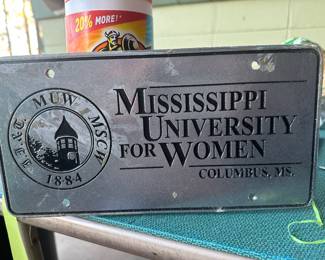 20% MORE!*
I.I.&C. MUW MSCW
1884
MISSISSIPPI
UNIVERSITY
FOR WOMEN
COLUMBUS, MS.